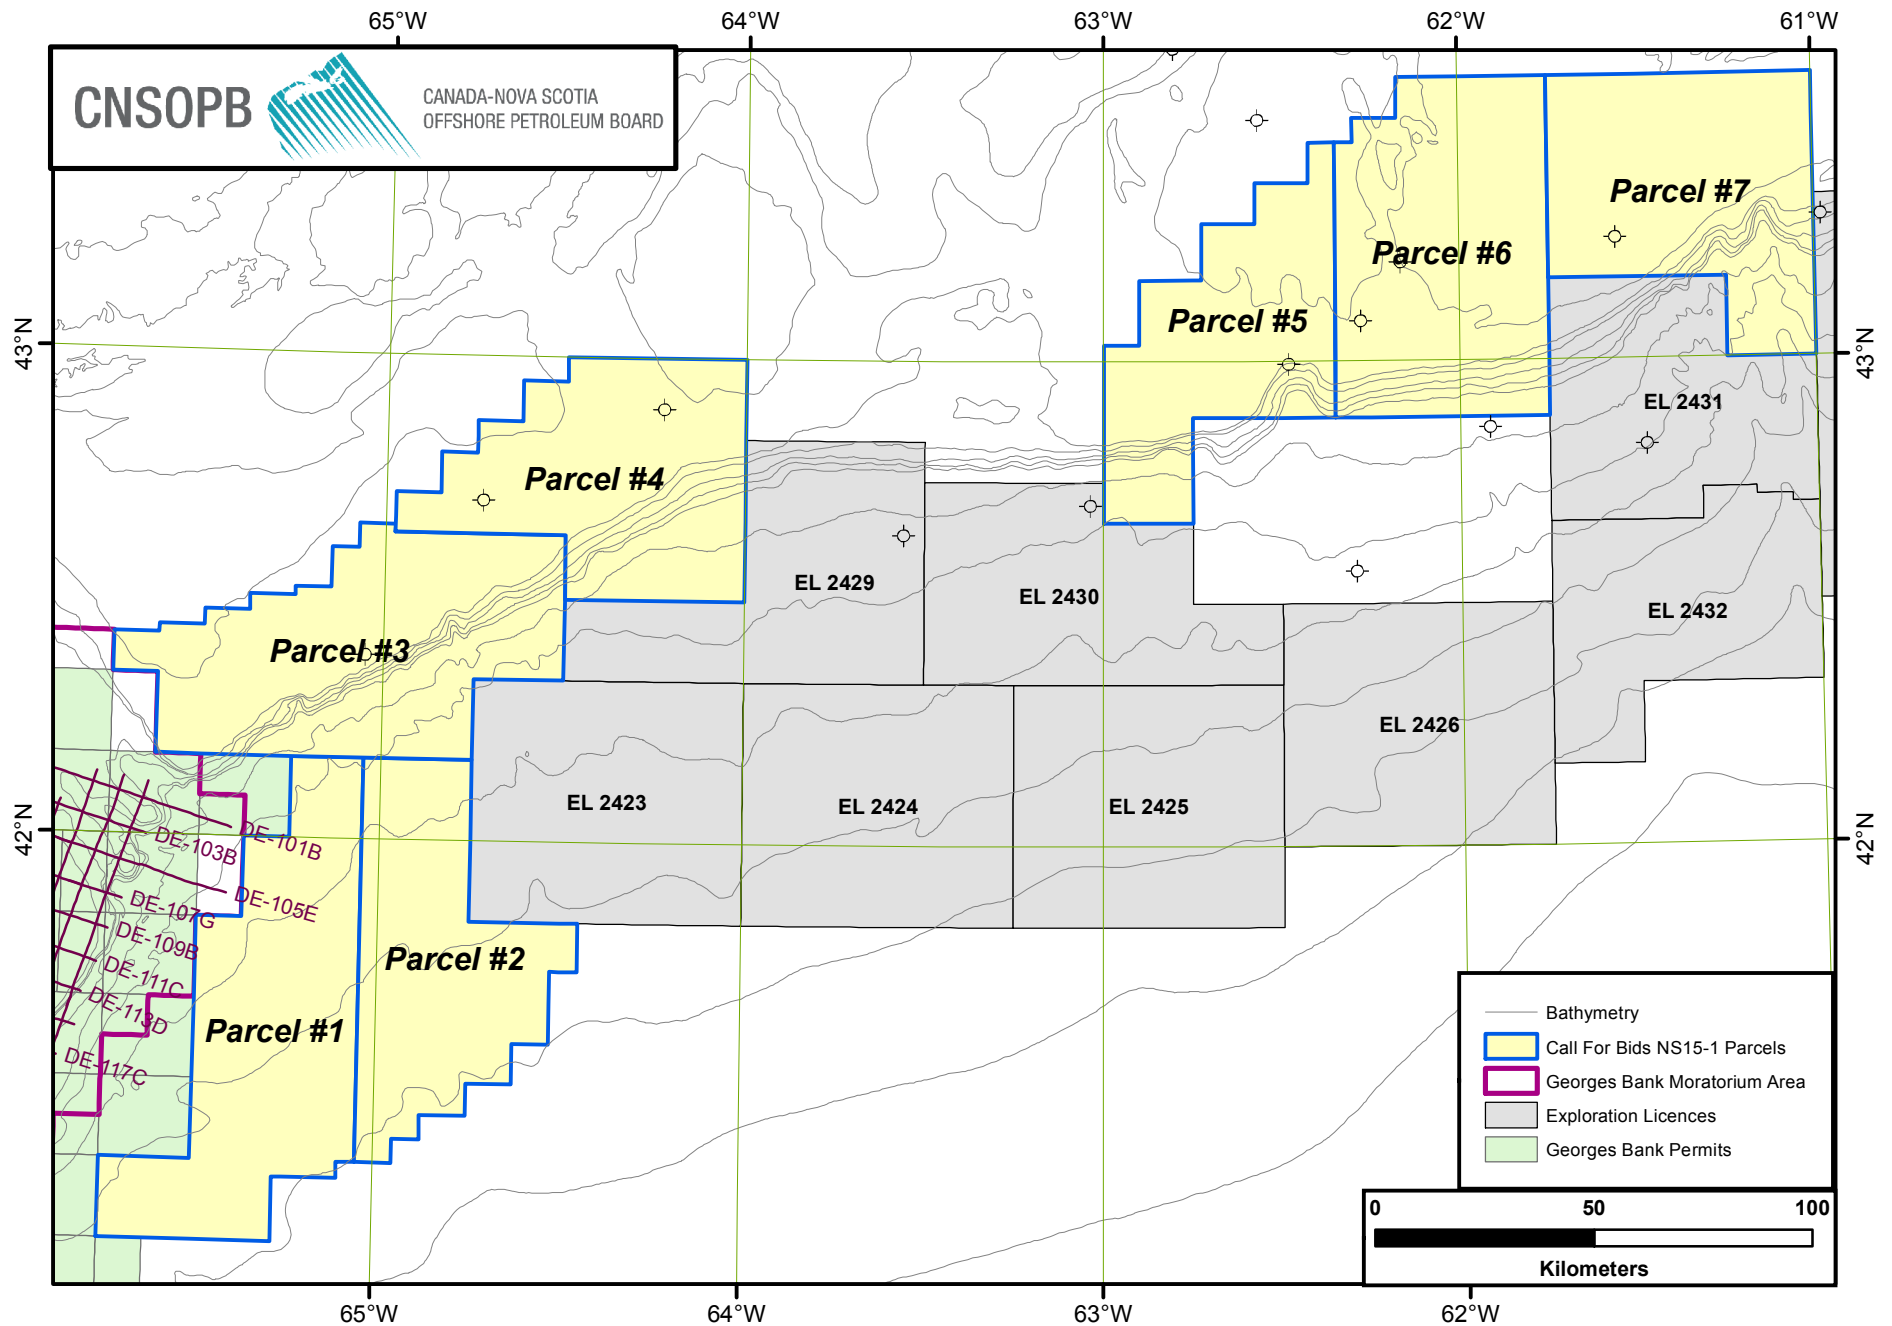 65°W
64°W
63°W
62°W
61°W
CNSOPB
CANADA-NOVA SCOTIA
OFFSHORE PETROLEUM BOARD
Parcel #7
Parcel #6
Parcel #5
43°N
43°N
EL 2431
Parcel #4
EL 2429
EL 2430
EL 2432
Parcel #3
EL 2426
EL 2423
EL 2424
EL 2425
42°N
42°N
DE-101B
DE-103B
DE-105E
DE-107G
DE-109B
DE-111C
DE-113D
DE-117C
Parcel #2
Parcel #1
Bathymetry
Call For Bids NS15-1 Parcels
Georges Bank Moratorium Area
Exploration Licences
Georges Bank Permits
0 50 100
Kilometers
65°W
64°W
63°W
62°W